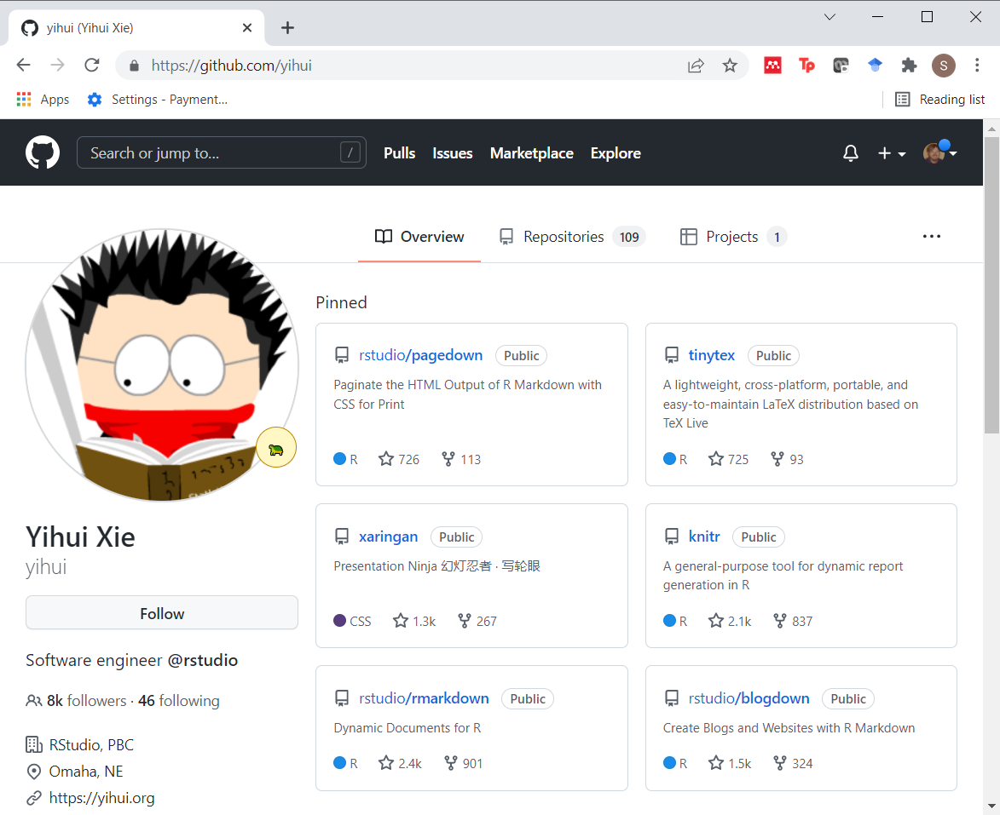 yihui (Yihui Xie)
https://github.com/yihui
S
Apps
Settings - Payment...
Reading list
Search or jump to...
/
Pulls
Issues
Marketplace
Explore
Overview
Repositories 109
Projects 1
Pinned
rstudio/pagedown Public
Paginate the HTML Output of R Markdown with
CSS for Print
R 726 113
tinytex Public
A lightweight, cross-platform, portable, and
easy-to-maintain LaTeX distribution based on
TeX Live
R 725 93
xaringan Public
Presentation Ninja 幻灯忍者 · 写轮眼
CSS 1.3k 267
knitr Public
A general-purpose tool for dynamic report
generation in R
R 2.1k 837
rstudio/rmarkdown Public
Dynamic Documents for R
R 2.4k 901
rstudio/blogdown Public
Create Blogs and Websites with R Markdown
R 1.5k 324
Yihui Xie
yihui
Follow
Software engineer @rstudio
8k followers · 46 following
RStudio, PBC
Omaha, NE
https://yihui.org